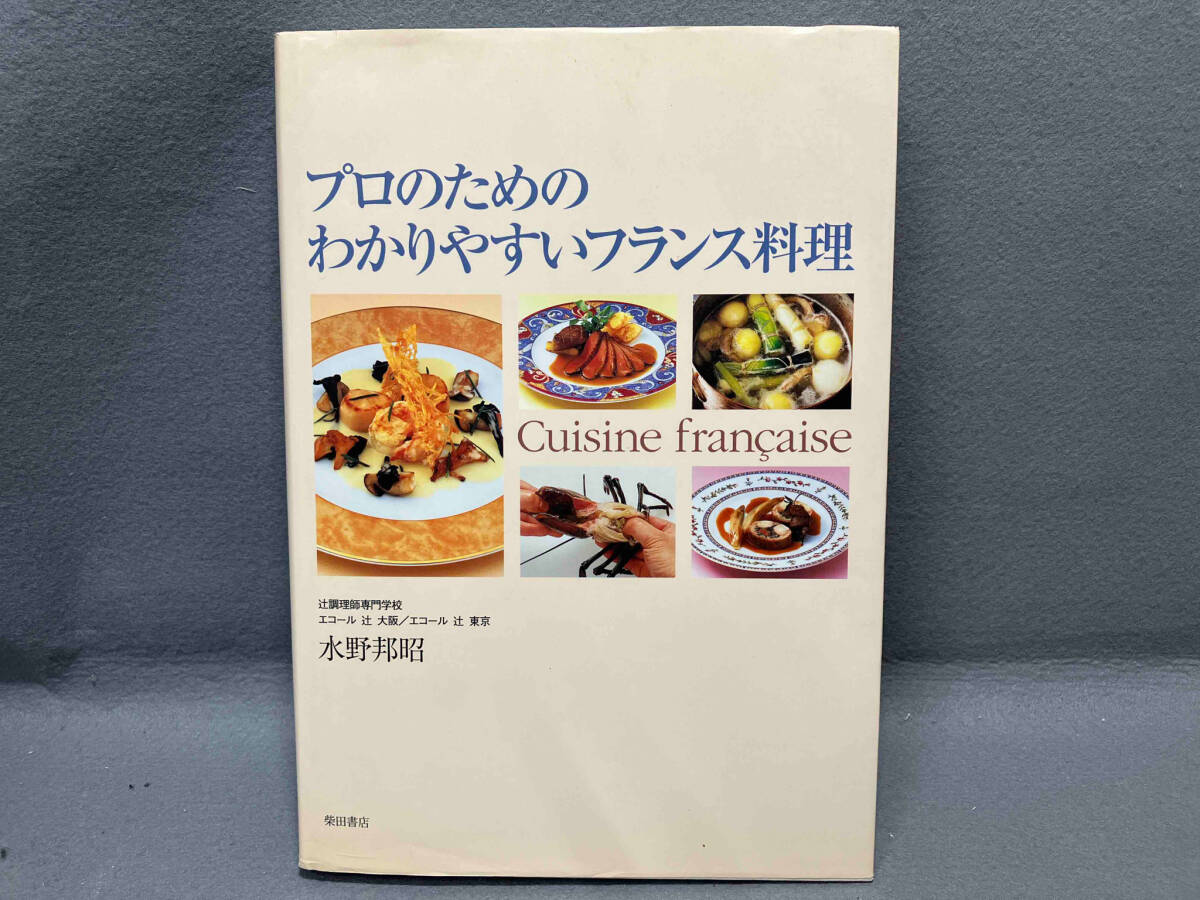 プロのための
わかりやすいフランス料理
Cuisine française
辻調理師専門学校
エコール 辻 大阪／エコール 辻 東京
水野邦昭
柴田書店